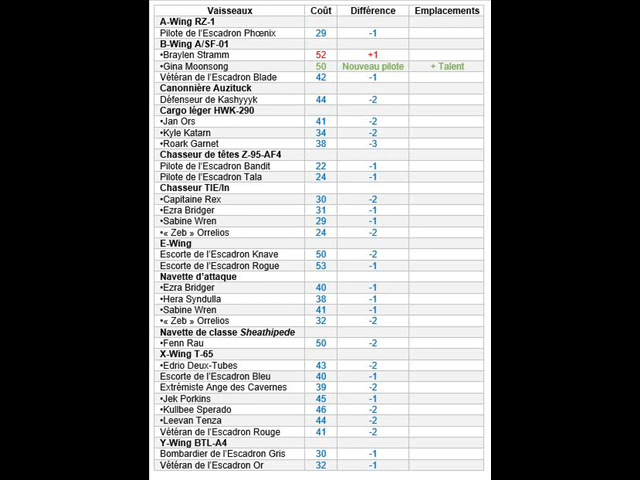 Vaisseaux Coût Différence Emplacements
A-Wing RZ-1
Pilote de l'Escadron Phœnix 29 -1
B-Wing A/SF-01
•Braylen Stramm 52 +1
•Gina Moonsong 50 Nouveau pilote + Talent
Vétéran de l'Escadron Blade 42 -1
Canonnière Auzituck
Défenseur de Kashyyyk 44 -2
Cargo léger HWK-290
•Jan Ors 41 -2
•Kyle Katarn 34 -2
•Roark Garnet 38 -3
Chasseur de têtes Z-95-AF4
Pilote de l'Escadron Bandit 22 -1
Pilote de l'Escadron Tala 24 -1
Chasseur TIE/ln
•Capitaine Rex 30 -2
•Ezra Bridger 31 -1
•Sabine Wren 29 -1
•« Zeb » Orrelios 24 -2
E-Wing
Escorte de l'Escadron Knave 50 -2
Escorte de l'Escadron Rogue 53 -1
Navette d'attaque
•Ezra Bridger 40 -1
•Hera Syndulla 38 -1
•Sabine Wren 41 -1
•« Zeb » Orrelios 32 -2
Navette de classe Sheathipede
•Fenn Rau 50 -2
X-Wing T-65
•Edrio Deux-Tubes 43 -2
Escorte de l'Escadron Bleu 40 -1
Extrémiste Ange des Cavernes 39 -2
•Jek Porkins 45 -1
•Kullbee Sperado 46 -2
•Leevan Tenza 44 -2
Vétéran de l'Escadron Rouge 41 -2
Y-Wing BTL-A4
Bombardier de l'Escadron Gris 30 -1
Vétéran de l'Escadron Or 32 -1